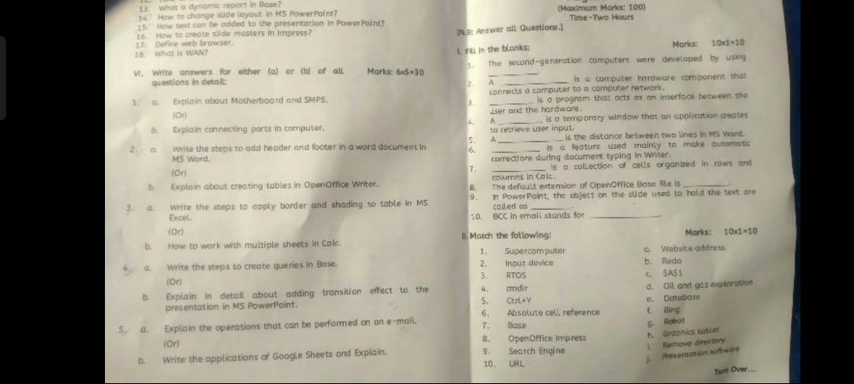 13. What is dynamic report in Base?
14. How to change slide layout in MS PowerPoint?
15. How text can be added to the presentation in PowerPoint?
16. How to create slide masters in Impress?
17. Define web browser.
18. What is WAN?
VI. Write answers for either (a) or (b) of all questions in detail: Marks: 6x5=30
1. a. Explain about Motherboard and SMPS.
(Or)
b. Explain connecting ports in computer.
2. a. Write the steps to add header and footer in a word document in
MS Word.
(Or)
b. Explain about creating tables in OpenOffice Writer.
3. a. Write the steps to apply border and shading to table in MS
Excel.
(Or)
b. How to work with multiple sheets in Calc.
4. a. Write the steps to create queries in Base.
(Or)
b. Explain in detail about adding transition effect to the
presentation in MS PowerPoint.
5. a. Explain the operations that can be performed on an e-mail.
(Or)
b. Write the applications of Google Sheets and Explain.
(Maximum Marks: 100)
Time-Two Hours
[N.B: Answer all Questions.]
I. Fill in the blanks: Marks: 10x1=10
1. The second-generation computers were developed by using
________
2. A ________ is a computer hardware component that
connects a computer to a computer network.
3. ________ is a program that acts as an interface between the
user and the hardware.
4. A ________ is a temporary window that an application creates
to retrieve user input.
5. A ________ is the distance between two lines in MS Word.
6. ________ is a feature used mainly to make automatic
corrections during document typing in Writer.
7. ________ is a collection of cells organized in rows and
columns in Calc.
8. The default extension of OpenOffice Base file is ________.
9. In PowerPoint, the object on the slide used to hold the text are
called as ________
10. BCC in email stands for ________
II. Match the following: Marks: 10x1=10
1. Supercomputer a. Website address
2. Input device b. Redo
3. RTOS c. SA$1
4. rmdir d. Oil and gas exploration
5. Ctrl+Y e. Database
6. Absolute cell reference f. Bing
7. Base g. Robot
8. OpenOffice Impress h. Graphics tablet
9. Search Engine i. Remove directory
10. URL j. Presentation software
Turn Over...